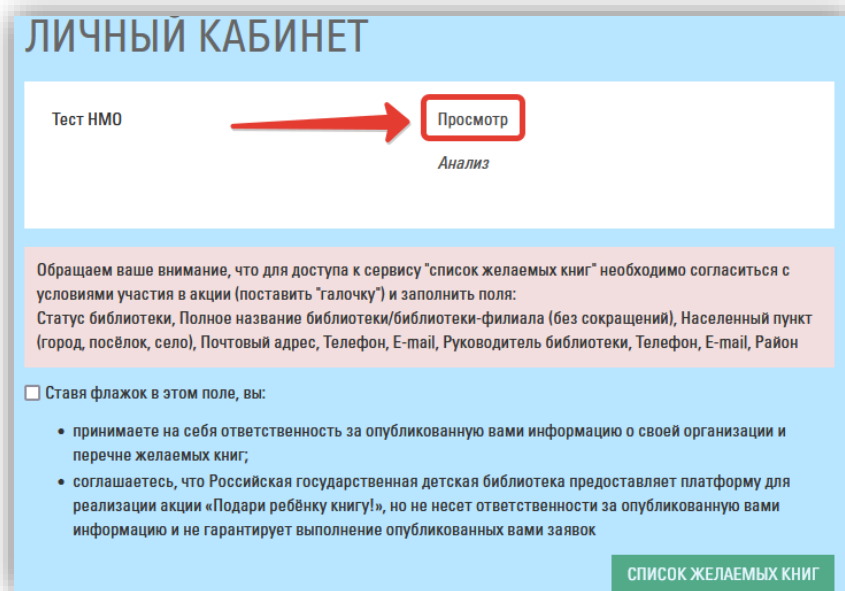 ЛИЧНЫЙ КАБИНЕТ
Тест НМО
Просмотр
Анализ
Обращаем ваше внимание, что для доступа к сервису "список желаемых книг" необходимо согласиться с
условиями участия в акции (поставить "галочку") и заполнить поля:
Статус библиотеки, Полное название библиотеки/библиотеки-филиала (без сокращений), Населенный пункт
(город, посёлок, село), Почтовый адрес, Телефон, E-mail, Руководитель библиотеки, Телефон, E-mail, Район
Ставя флажок в этом поле, вы:
• принимаете на себя ответственность за опубликованную вами информацию о своей организации и
перечне желаемых книг;
• соглашаетесь, что Российская государственная детская библиотека предоставляет платформу для
реализации акции «Подари ребёнку книгу!», но не несет ответственности за опубликованную вами
информацию и не гарантирует выполнение опубликованных вами заявок
СПИСОК ЖЕЛАЕМЫХ КНИГ